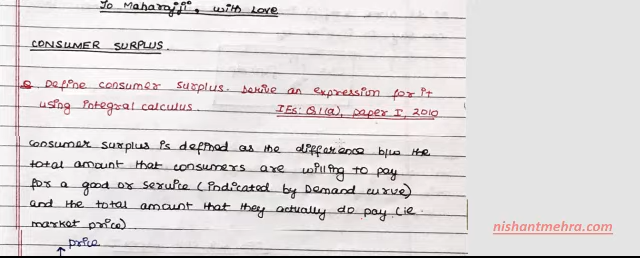 To Maharajji, with Love
CONSUMER SURPLUS.
Q Define consumer surplus. Derive an expression for it
using integral calculus. IES: Q1(a), paper I, 2010
consumer surplus is defined as the difference b/w the
total amount that consumers are willing to pay
for a good or service (indicated by Demand curve)
and the total amount that they actually do pay (ie.
market price)
nishantmehra.com
price